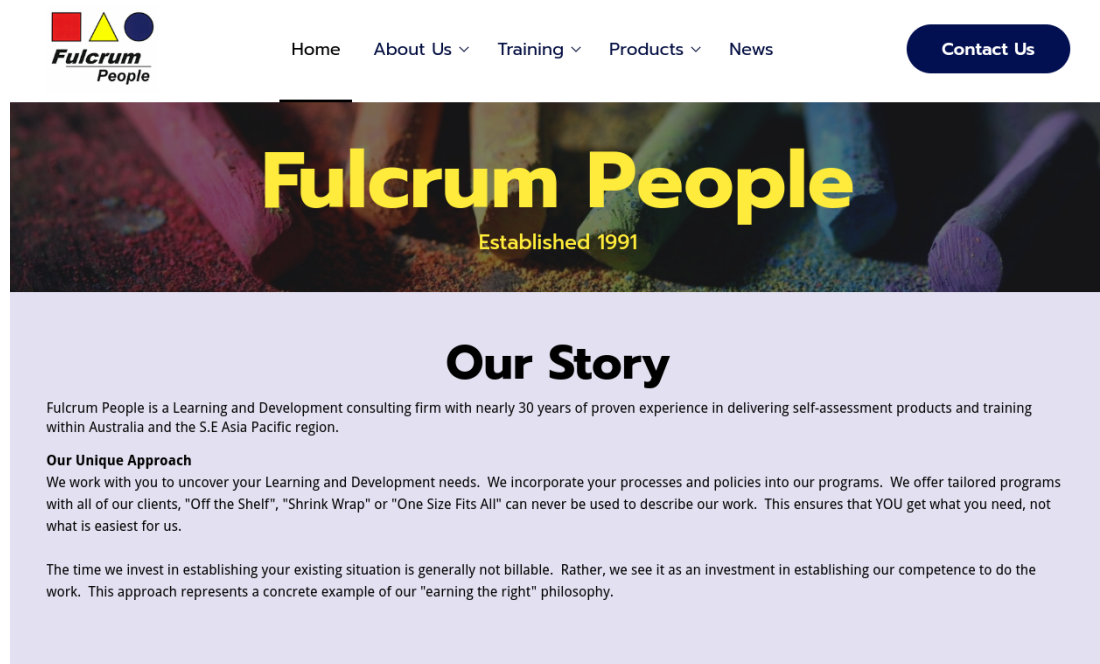 Fulcrum
People
Home
About Us
Training
Products
News
Contact Us
Fulcrum People
Established 1991
Our Story
Fulcrum People is a Learning and Development consulting firm with nearly 30 years of proven experience in delivering self-assessment products and training
within Australia and the S.E Asia Pacific region.
Our Unique Approach
We work with you to uncover your Learning and Development needs.  We incorporate your processes and policies into our programs.  We offer tailored programs
with all of our clients, "Off the Shelf", "Shrink Wrap" or "One Size Fits All" can never be used to describe our work.  This ensures that YOU get what you need, not
what is easiest for us.
The time we invest in establishing your existing situation is generally not billable.  Rather, we see it as an investment in establishing our competence to do the
work.  This approach represents a concrete example of our "earning the right" philosophy.